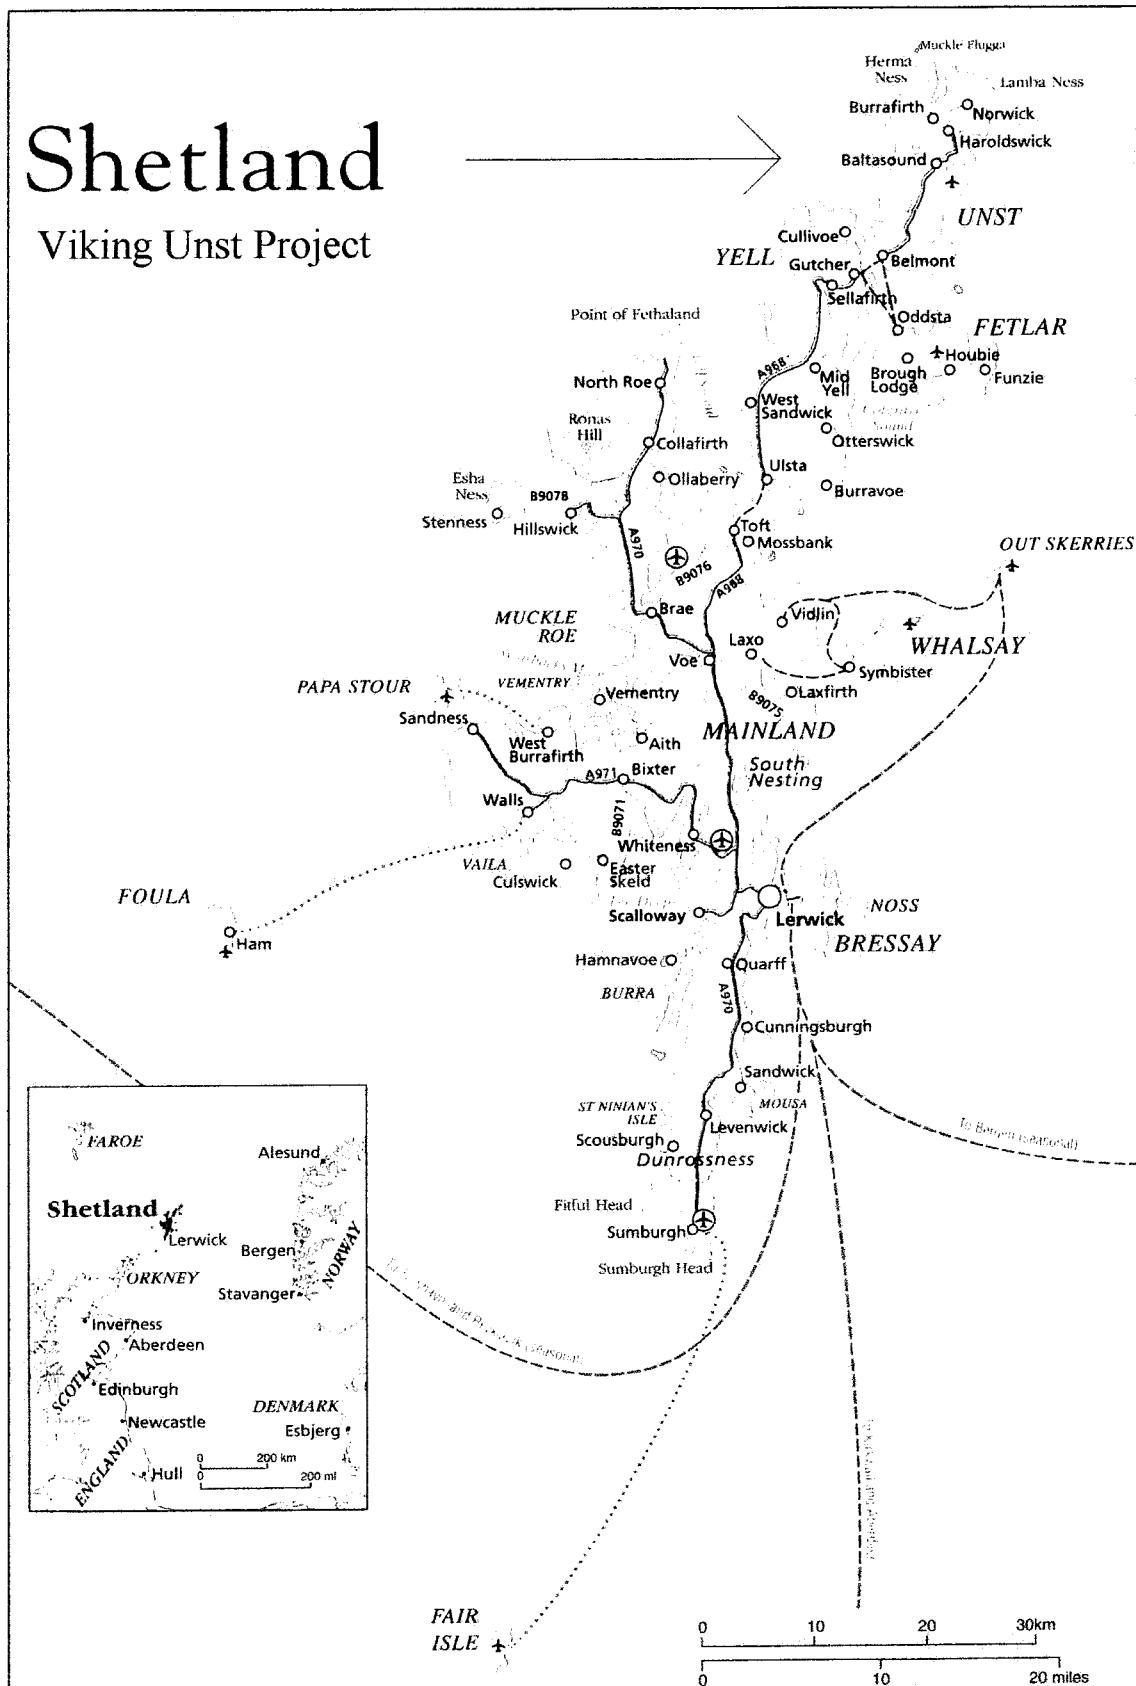 Shetland
Viking Unst Project
Muckle Flugga
Herma
Ness
Lamba Ness
Burrafirth
Norwick
Haroldswick
Baltasound
UNST
Cullivoe
YELL
Gutcher
Belmont
Sellafirth
Oddsta
FETLAR
Point of Fethaland
Houbie
Brough
Lodge
Funzie
A968
Mid
Yell
North Roe
West
Sandwick
Ronas
Hill
Sound
Otterswick
Collafirth
Ollaberry
Ulsta
Burravoe
Esha
Ness
B9078
Stenness
Hillswick
Toft
Mossbank
A970
OUT SKERRIES
B9076
A968
Brae
Vidlin
MUCKLE
ROE
WHALSAY
Laxo
Voe
Symbister
PAPA STOUR
VEMENTRY
Vementry
Laxfirth
B9075
Sandness
MAINLAND
West
Burrafirth
Aith
South
Nesting
A971
Bixter
Walls
B9071
Whiteness
VAILA
Culswick
Easter
Skeld
FOULA
Scalloway
Lerwick
NOSS
BRESSAY
Ham
Hamnavoe
Quarff
BURRA
A970
Cunningsburgh
Sandwick
MOUSA
ST NINIAN'S
ISLE
Levenwick
Scousburgh
Dunrossness
To Bergen (seasonal)
Fitful Head
Sumburgh
Sumburgh Head
(seasonal)
FAROE
Alesund
Shetland
Lerwick
Bergen
NORWAY
ORKNEY
Stavanger
Inverness
Aberdeen
SCOTLAND
Edinburgh
DENMARK
Newcastle
Esbjerg
ENGLAND
Hull
0 200 km
0 200 mi
FAIR
ISLE
0 10 20 30km
0 10 20 miles